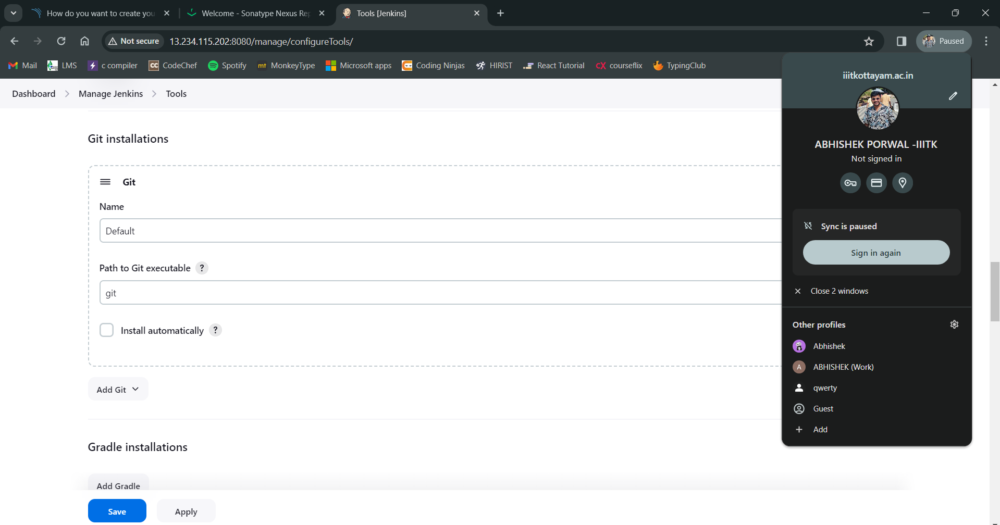 How do you want to create you
Welcome - Sonatype Nexus Rep
Tools [Jenkins]
Not secure
13.234.115.202:8080/manage/configureTools/
Paused
Mail
LMS
c compiler
CC
CodeChef
Spotify
mt
MonkeyType
Microsoft apps
Coding Ninjas
HIRIST
React Tutorial
CX
courseflix
TypingClub
Dashboard
Manage Jenkins
Tools
Git installations
Git
Name
Default
Path to Git executable ?
git
Install automatically ?
Add Git
Gradle installations
Add Gradle
Save
Apply
iiitkottayam.ac.in
ABHISHEK PORWAL -IIITK
Not signed in
Sync is paused
Sign in again
Close 2 windows
Other profiles
Abhishek
A
ABHISHEK (Work)
qwerty
Guest
Add